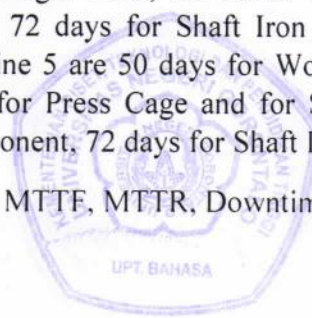 72 days for Shaft Iron
ine 5 are 50 days for Wo
for Press Cage and for S
onent, 72 days for Shaft I
MTTF, MTTR, Downtim
UPT. BAHASA